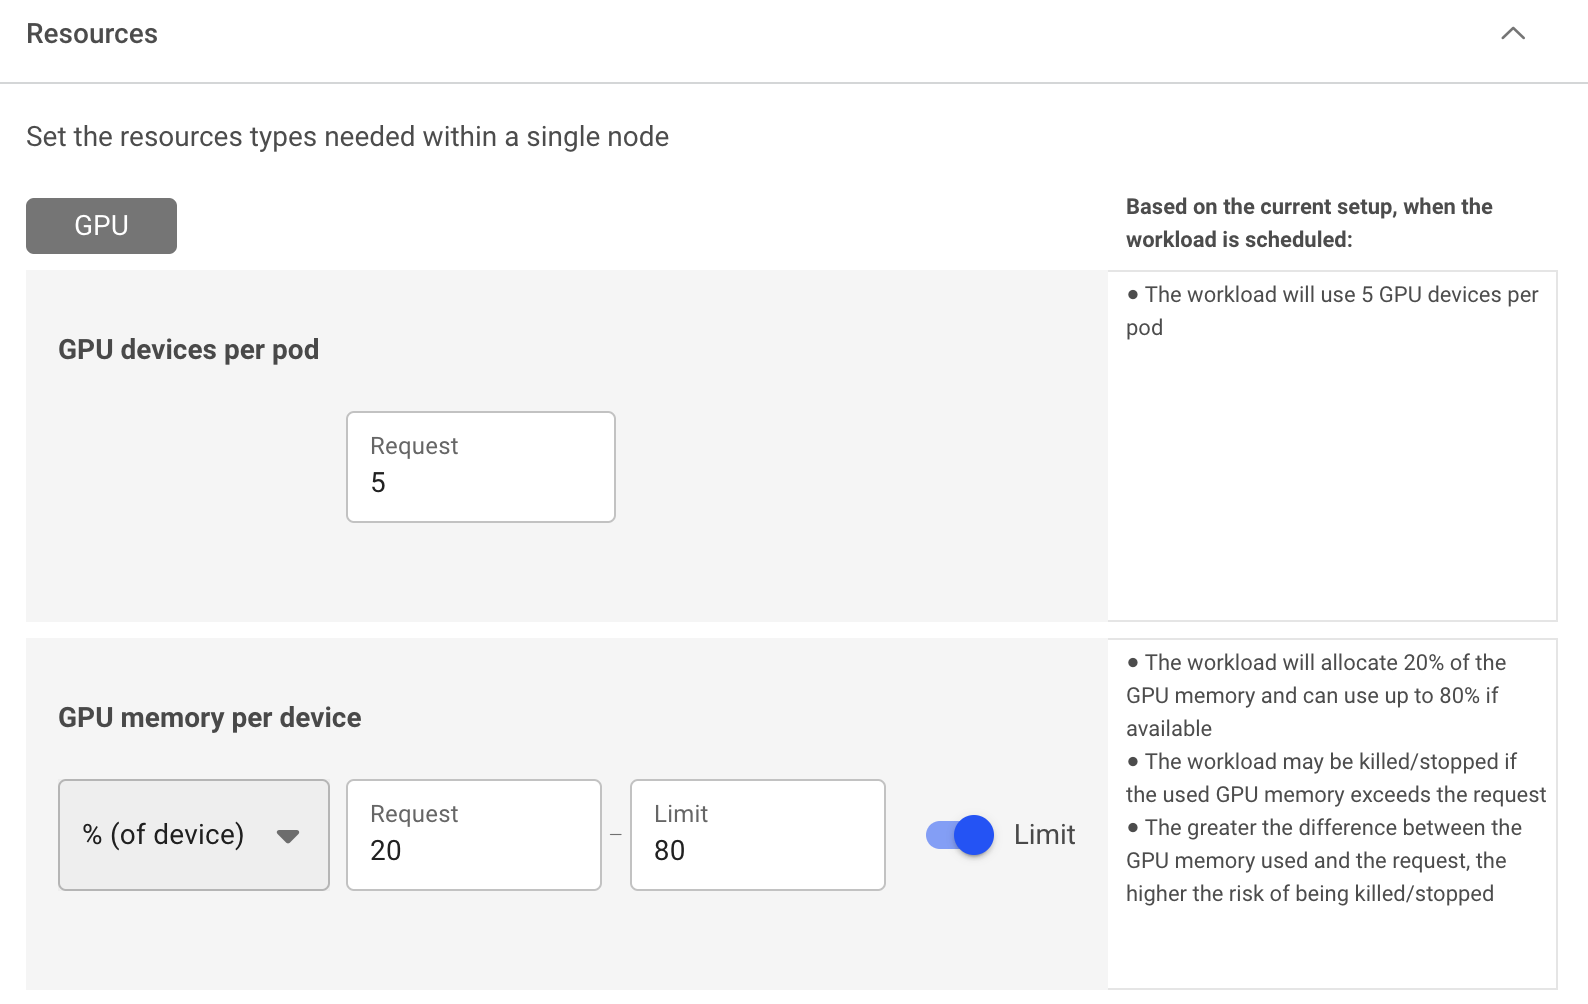 Resources
Set the resources types needed within a single node
GPU
Based on the current setup, when the
workload is scheduled:
GPU devices per pod
Request
5
● The workload will use 5 GPU devices per
pod
GPU memory per device
% (of device)
Request
20
–
Limit
80
Limit
● The workload will allocate 20% of the
GPU memory and can use up to 80% if
available
● The workload may be killed/stopped if
the used GPU memory exceeds the request
● The greater the difference between the
GPU memory used and the request, the
higher the risk of being killed/stopped